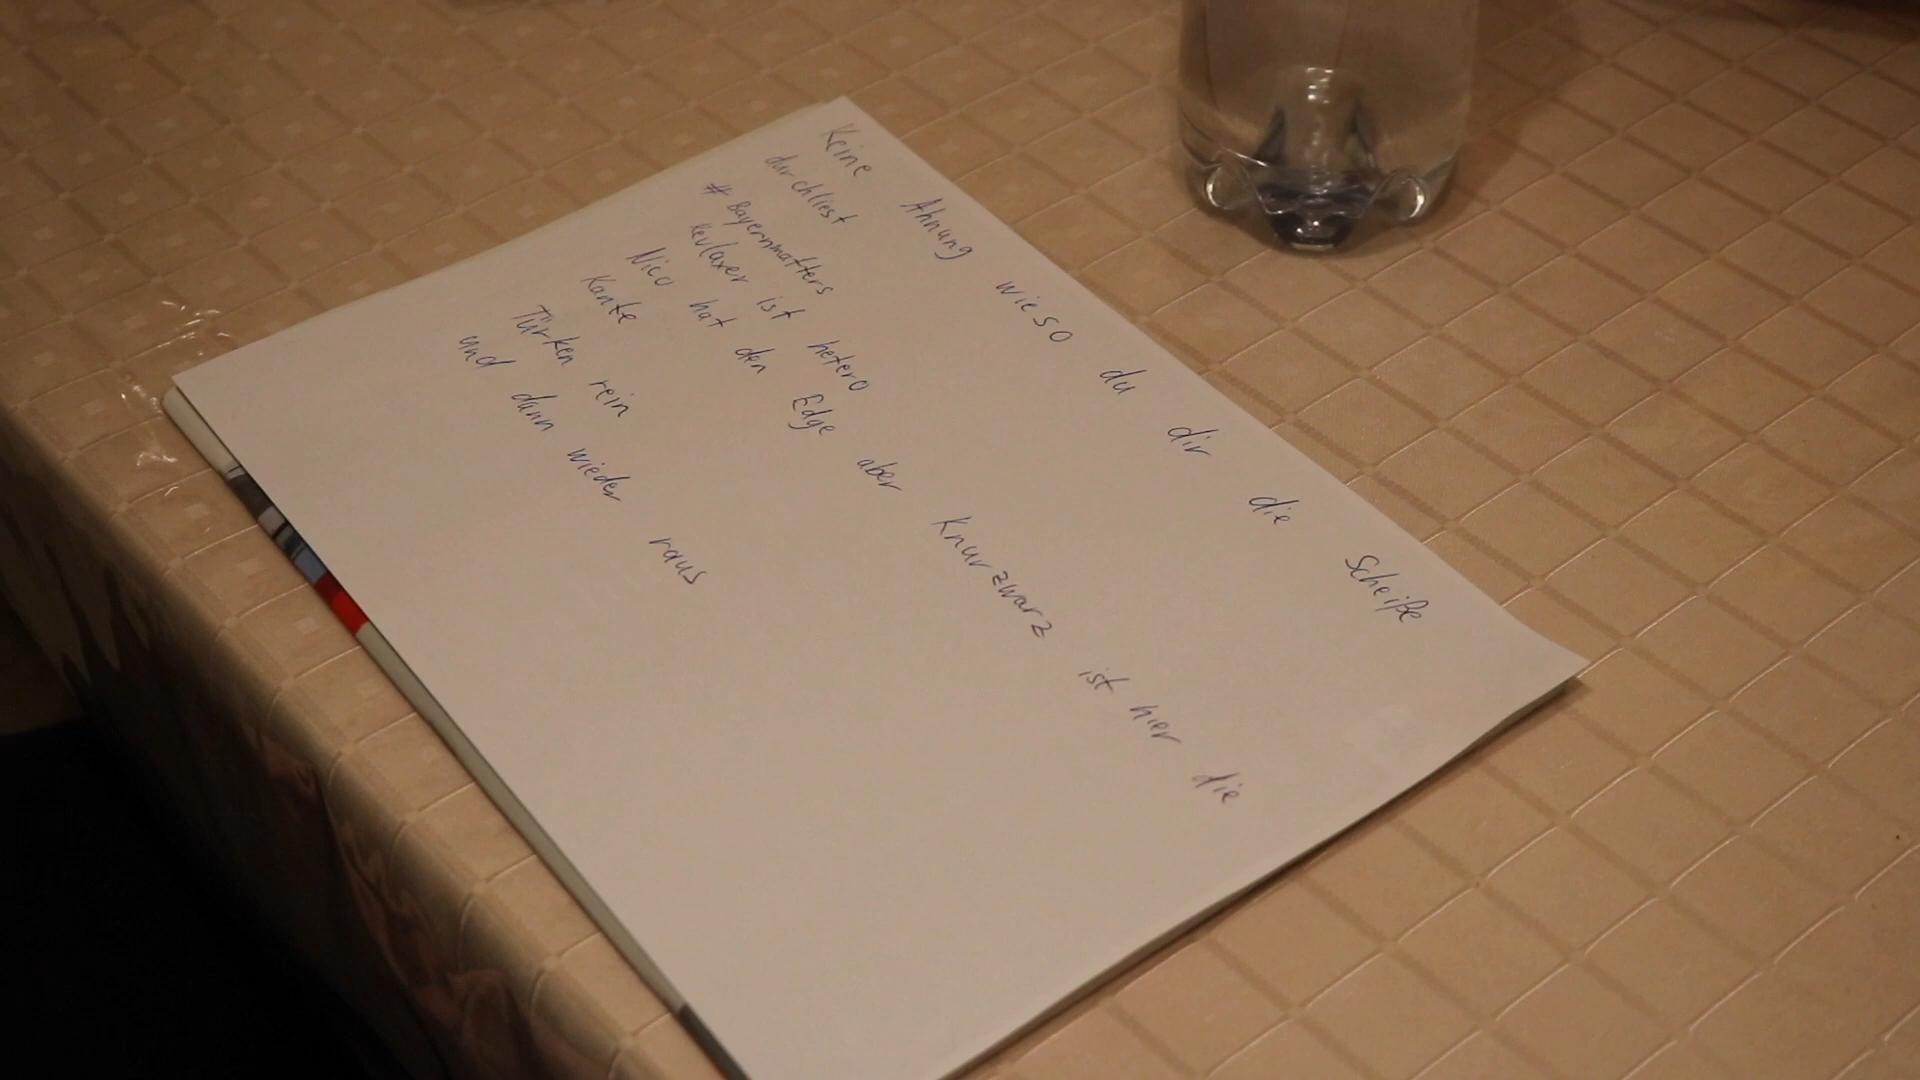 Keine Ahnung wieso du dir die Scheiße
durchliest
# Bayernmatters
Revlaxer ist hetero
Nico hat den Edge aber Knurzwarz ist hier die
Kante
Türken rein
und dann wieder raus